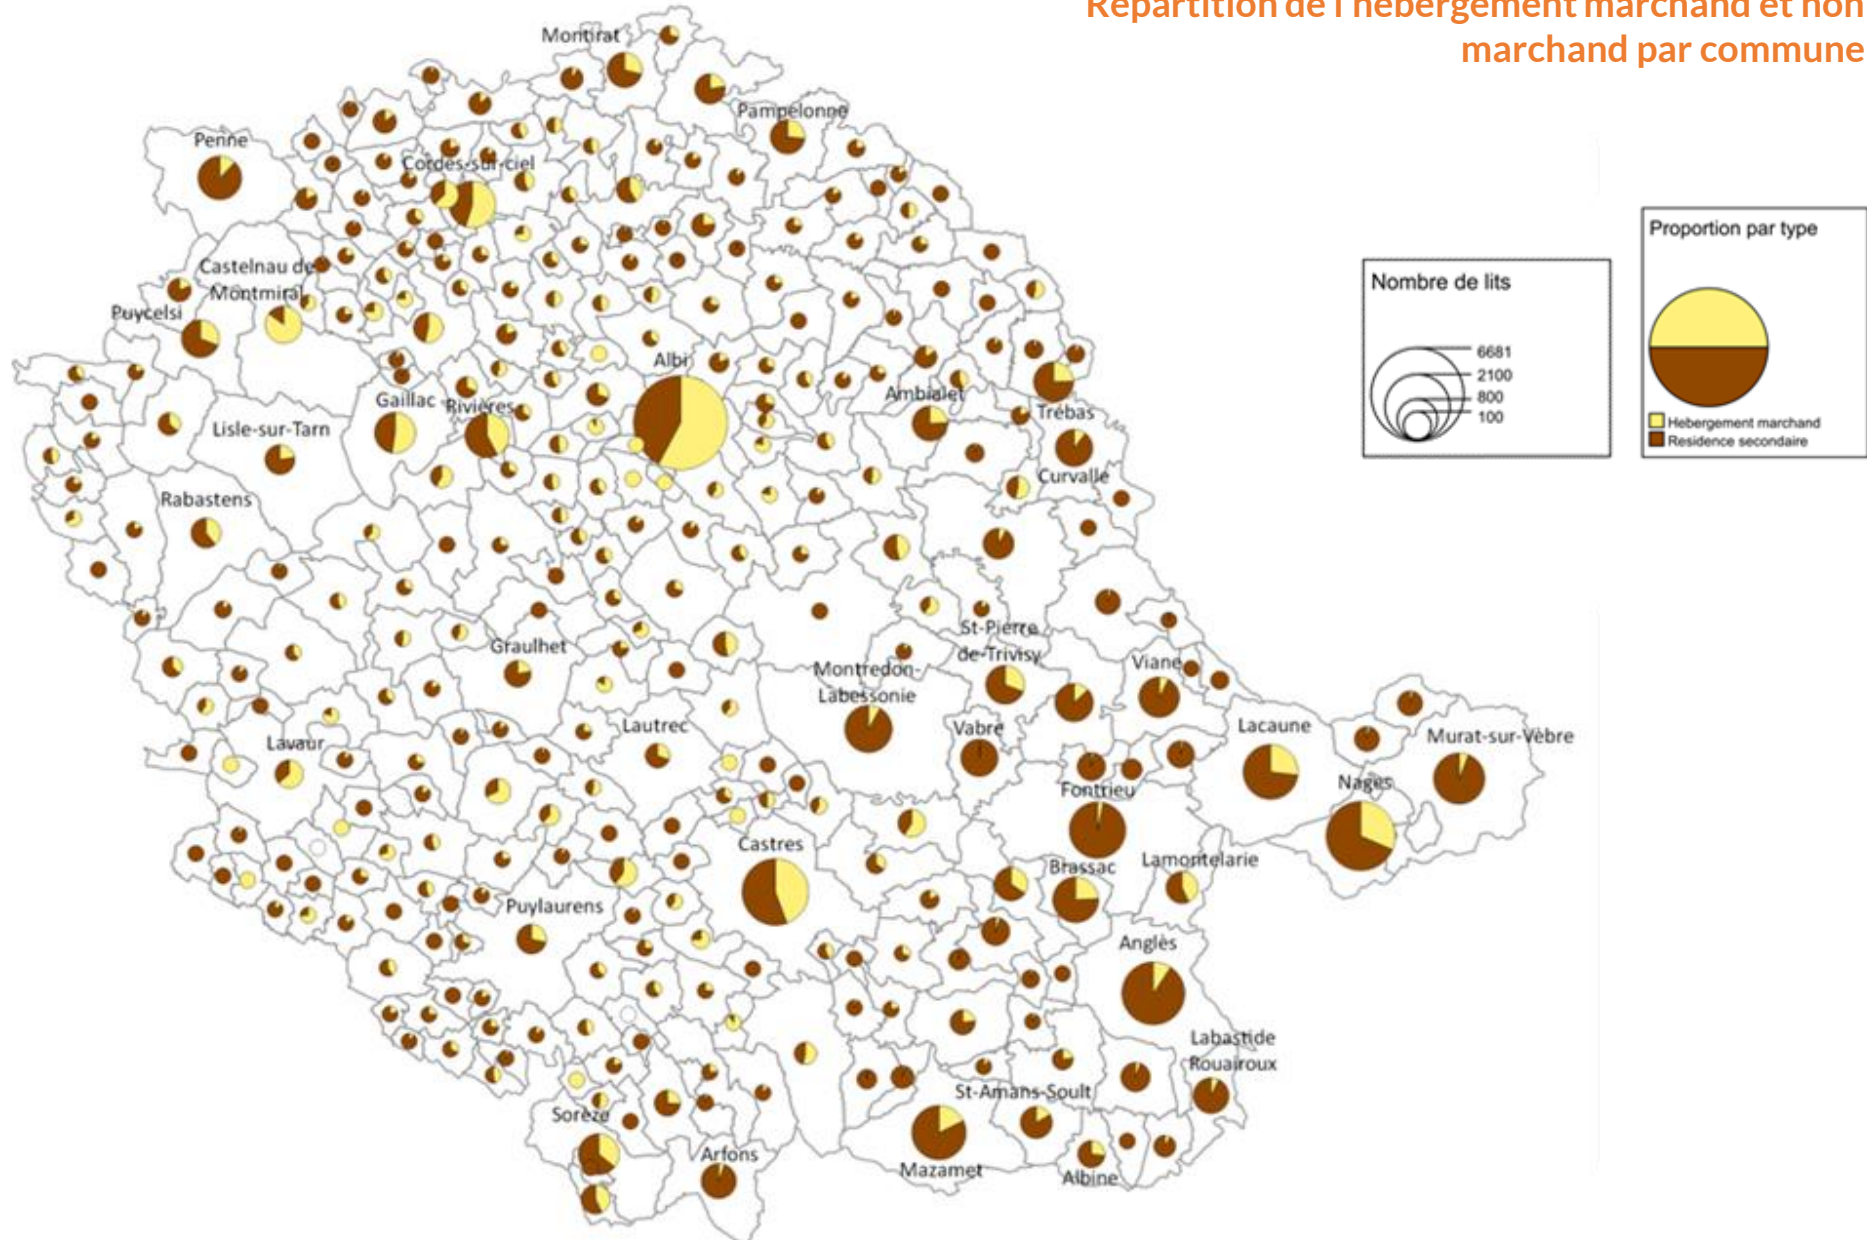 Répartition de l'hébergement marchand et non
marchand par commune
Montirat
Pampelonne
Penne
Cordes-sur-ciel
Castelnau de
Montmiral
Puycelsi
Albi
Gaillac
Rivières
Ambialet
Trébas
Lisle-sur-Tarn
Curvalle
Rabastens
St-Pierre
de-Trivisy
Graulhet
Viane
Montredon-
Labessonie
Lautrec
Vabre
Lacaune
Murat-sur-Vèbre
Lavaur
Nages
Fontrieu
Castres
Brassac
Lamontelarie
Puylaurens
Anglès
Labastide
Rouairoux
St-Amans-Soult
Sorèze
Arfons
Mazamet
Albine
Nombre de lits
6681
2100
800
100
Proportion par type
Hebergement marchand
Residence secondaire